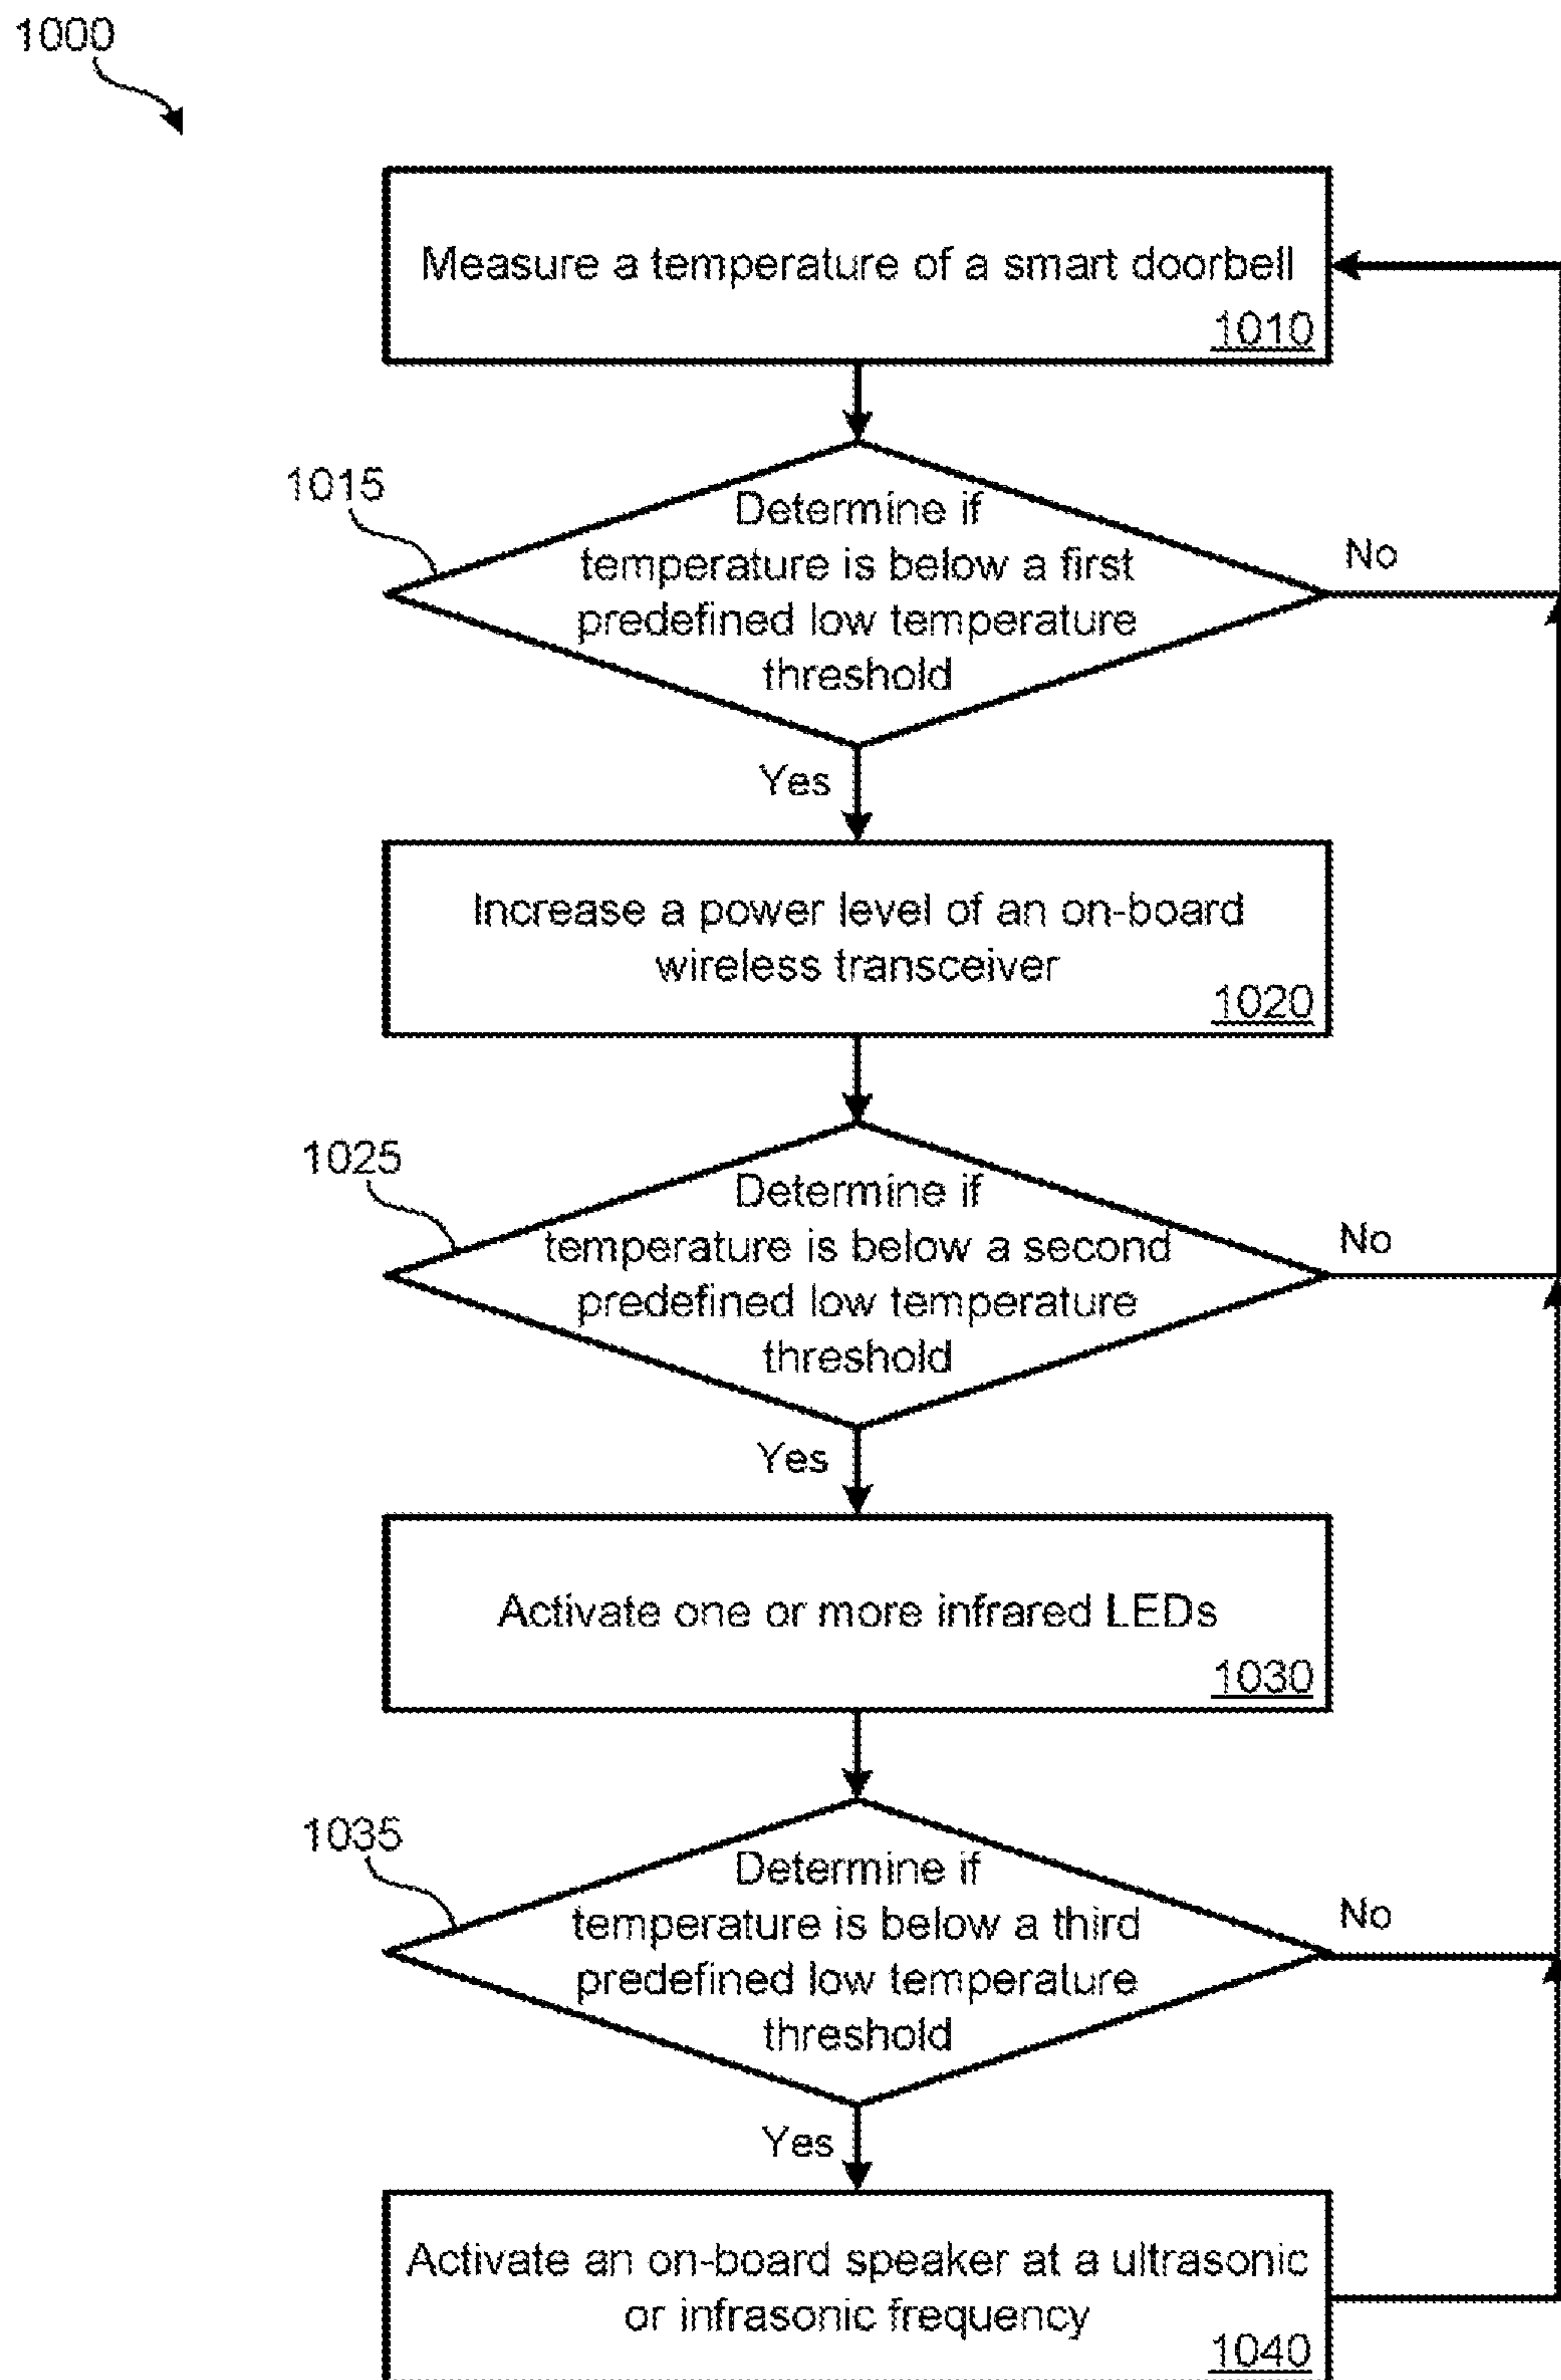 1000
Measure a temperature of a smart doorbell
1010
1015
Determine if
temperature is below a first
predefined low temperature
threshold
No
Yes
Increase a power level of an on-board
wireless transceiver
1020
1025
Determine if
temperature is below a second
predefined low temperature
threshold
No
Yes
Activate one or more infrared LEDs
1030
1035
Determine if
temperature is below a third
predefined low temperature
threshold
No
Yes
Activate an on-board speaker at a ultrasonic
or infrasonic frequency
1040